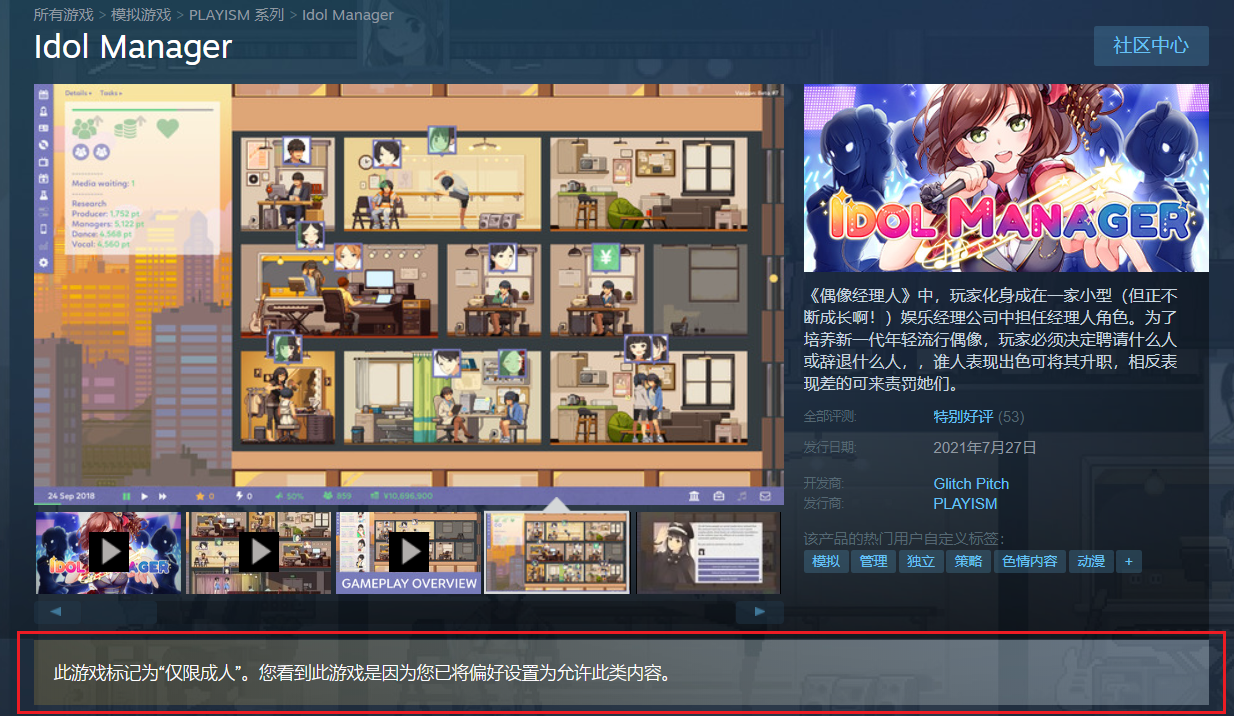 所有游戏 > 模拟游戏 > PLAYISM 系列 > Idol Manager
Idol Manager
社区中心
Details
Tasks
Version Beta #7
Media waiting: 1
Research
Producer: 1,752 pt
Managers: 5,122 pt
Dance: 4,568 pt
Vocal: 4,560 pt
¥
24 Sep 2018
0
0
50%
859
¥10,896,900
IDOL MANAGER
《偶像经理人》中，玩家化身成在一家小型（但正不
断成长啊！）娱乐经理公司中担任经理人角色。为了
培养新一代年轻流行偶像，玩家必须决定聘请什么人
或辞退什么人，，谁人表现出色可将其升职，相反表
现差的可来责罚她们。
全部评测: 特别好评 (53)
发行日期: 2021年7月27日
开发商: Glitch Pitch
发行商: PLAYISM
该产品的热门用户自定义标签:
模拟 管理 独立 策略 色情内容 动漫 +
IDOL MANAGER
GAMEPLAY OVERVIEW
此游戏标记为“仅限成人”。您看到此游戏是因为您已将偏好设置为允许此类内容。